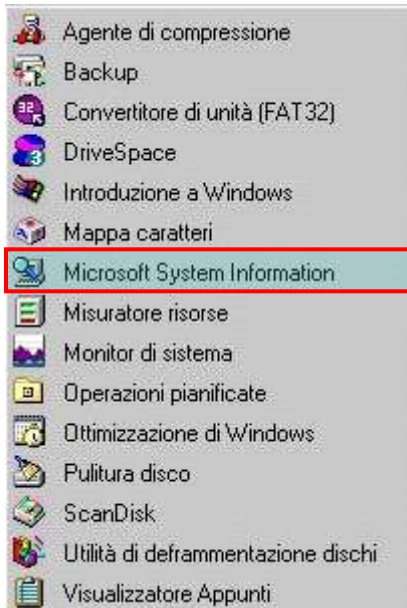 Agente di compressione
Backup
Convertitore di unità (FAT32)
DriveSpace
Introduzione a Windows
Mappa caratteri
Microsoft System Information
Misuratore risorse
Monitor di sistema
Operazioni pianificate
Ottimizzazione di Windows
Pulitura disco
ScanDisk
Utilità di deframmentazione dischi
Visualizzatore Appunti